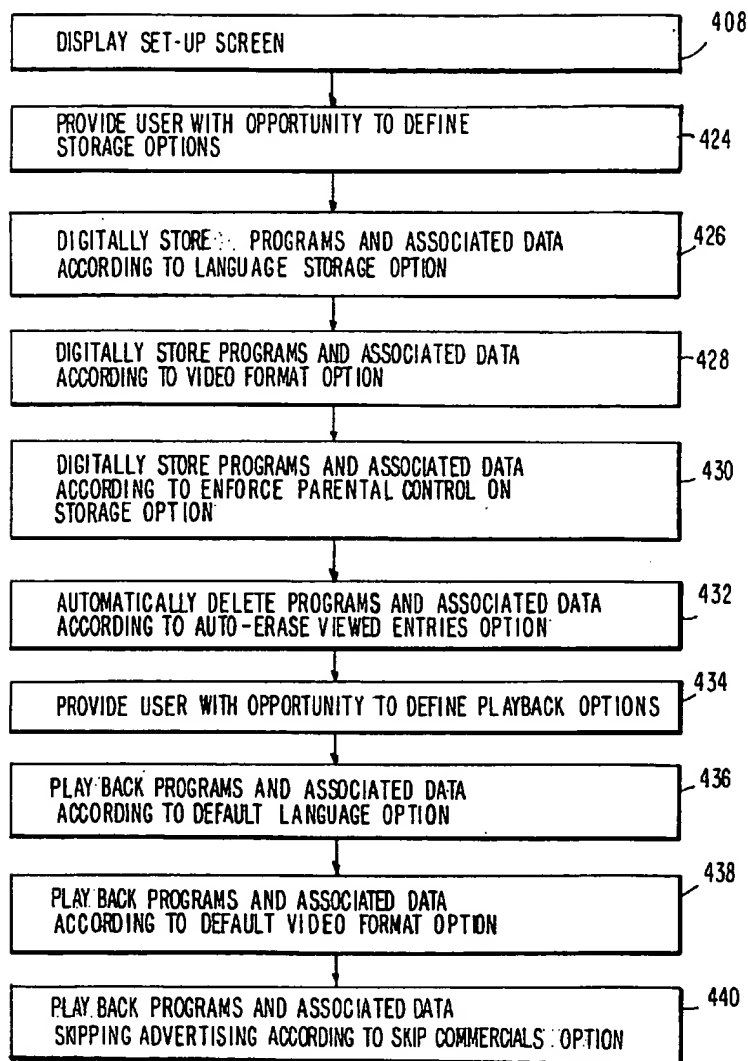 DISPLAY SET-UP SCREEN
408
PROVIDE USER WITH OPPORTUNITY TO DEFINE
STORAGE OPTIONS
424
DIGITALLY STORE PROGRAMS AND ASSOCIATED DATA
ACCORDING TO LANGUAGE STORAGE OPTION
426
DIGITALLY STORE PROGRAMS AND ASSOCIATED DATA
ACCORDING TO VIDEO FORMAT OPTION
428
DIGITALLY STORE PROGRAMS AND ASSOCIATED DATA
ACCORDING TO ENFORCE PARENTAL CONTROL ON
STORAGE OPTION
430
AUTOMATICALLY DELETE PROGRAMS AND ASSOCIATED DATA
ACCORDING TO AUTO-ERASE VIEWED ENTRIES OPTION
432
PROVIDE USER WITH OPPORTUNITY TO DEFINE PLAYBACK OPTIONS
434
PLAY BACK PROGRAMS AND ASSOCIATED DATA
ACCORDING TO DEFAULT LANGUAGE OPTION
436
PLAY BACK PROGRAMS AND ASSOCIATED DATA
ACCORDING TO DEFAULT VIDEO FORMAT OPTION
438
PLAY BACK PROGRAMS AND ASSOCIATED DATA
SKIPPING ADVERTISING ACCORDING TO SKIP COMMERCIALS OPTION
440